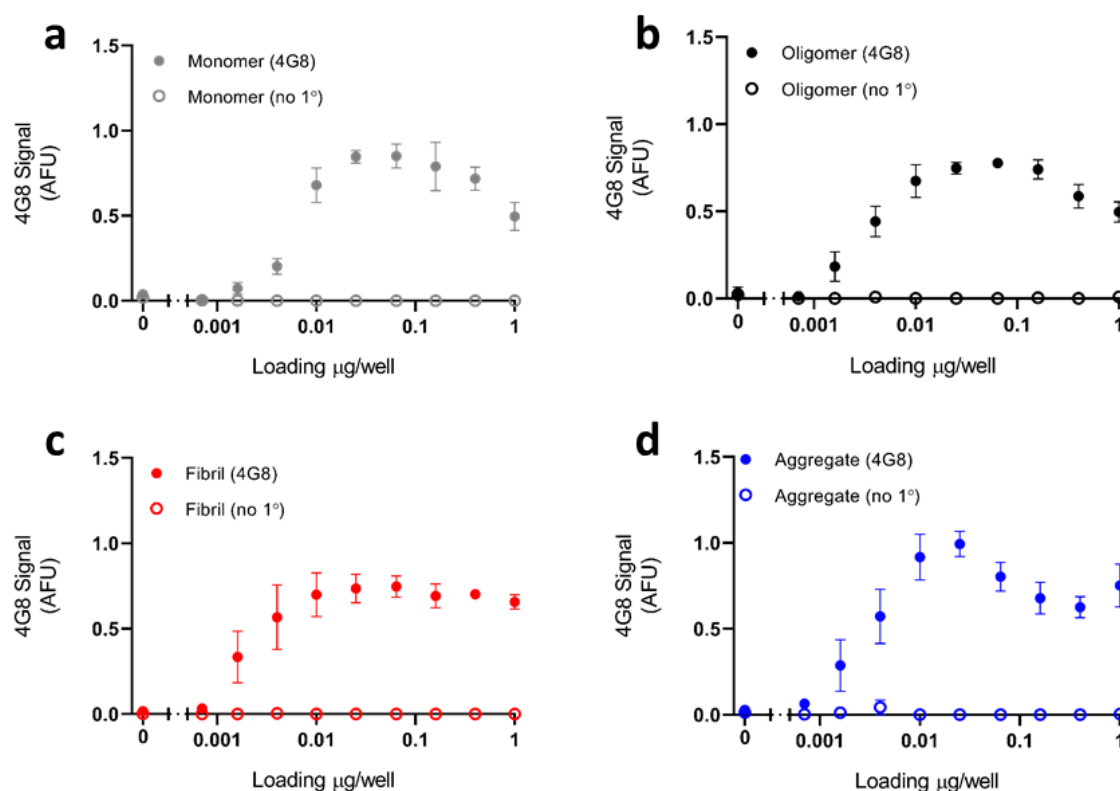 a
1.5
Monomer (4G8)
Monomer (no 1°)
1.0
4G8 Signal
(AFU)
0.5
0.0
0 0.001 0.01 0.1 1
Loading μg/well
b
1.5
Oligomer (4G8)
Oligomer (no 1°)
1.0
4G8 Signal
(AFU)
0.5
0.0
0 0.001 0.01 0.1 1
Loading μg/well
c
1.5
Fibril (4G8)
Fibril (no 1°)
1.0
4G8 Signal
(AFU)
0.5
0.0
0 0.001 0.01 0.1 1
Loading μg/well
d
1.5
Aggregate (4G8)
Aggregate (no 1°)
1.0
4G8 Signal
(AFU)
0.5
0.0
0 0.001 0.01 0.1 1
Loading μg/well